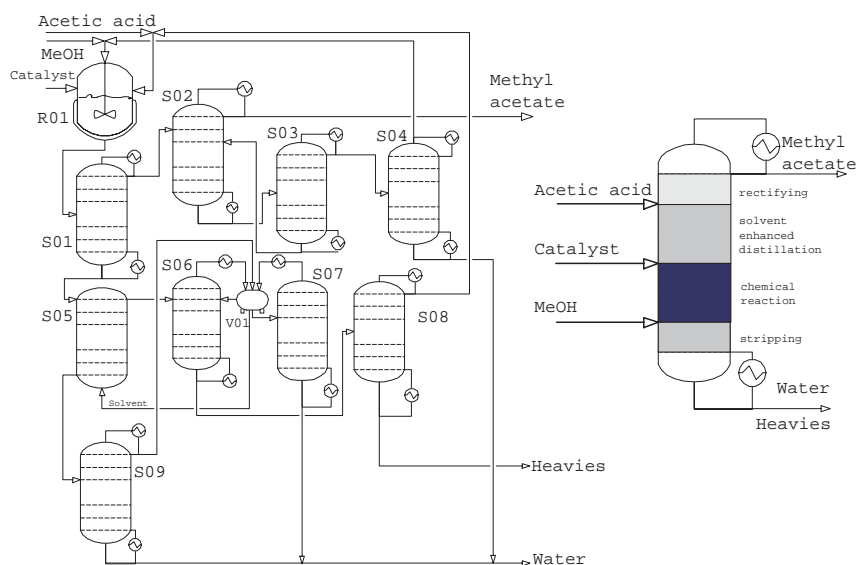 Acetic acid
MeOH
Catalyst
R01
S02
Methyl
acetate
S03
S04
S01
S05
S06
V01
S07
S08
Solvent
S09
Heavies
Water
Methyl
acetate
Acetic acid
rectifying
solvent
enhanced
distillation
Catalyst
chemical
reaction
MeOH
stripping
Water
Heavies